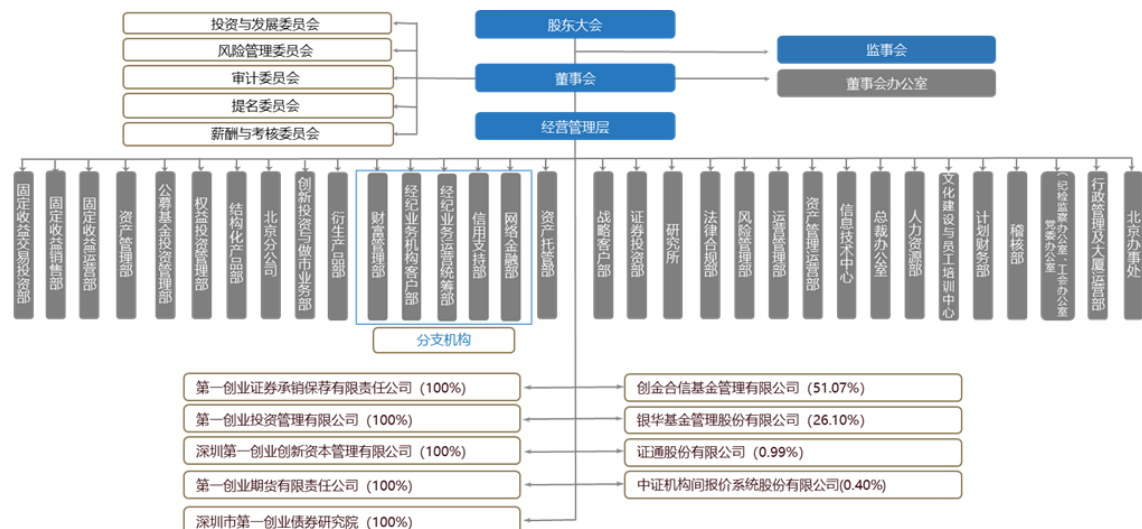 投资与发展委员会
风险管理委员会
审计委员会
提名委员会
薪酬与考核委员会
股东大会
监事会
董事会
董事会办公室
经营管理层
固定收益交易投资部
固定收益销售部
固定收益运营部
资产管理部
公募基金投资管理部
权益投资管理部
结构化产品部
北京分公司
创新投资与做市业务部
衍生产品部
财富管理部
经纪业务机构客户部
经纪业务运营统筹部
信用支持部
网络金融部
资产托管部
战略客户部
证券投资部
研究所
法律合规部
风险管理部
运营管理部
资产管理运营部
信息技术中心
总裁办公室
人力资源部
文化建设与员工培训中心
计划财务部
稽核部
党委办公室
（纪检监察办公室、工会办公室）
行政管理及大厦运营部
北京办事处
分支机构
第一创业证券承销保荐有限责任公司（100%）
创金合信基金管理有限公司（51.07%）
第一创业投资管理有限公司（100%）
银华基金管理股份有限公司（26.10%）
深圳第一创业创新资本管理有限公司（100%）
证通股份有限公司（0.99%）
第一创业期货有限责任公司（100%）
中证机构间报价系统股份有限公司(0.40%)
深圳市第一创业债券研究院（100%）